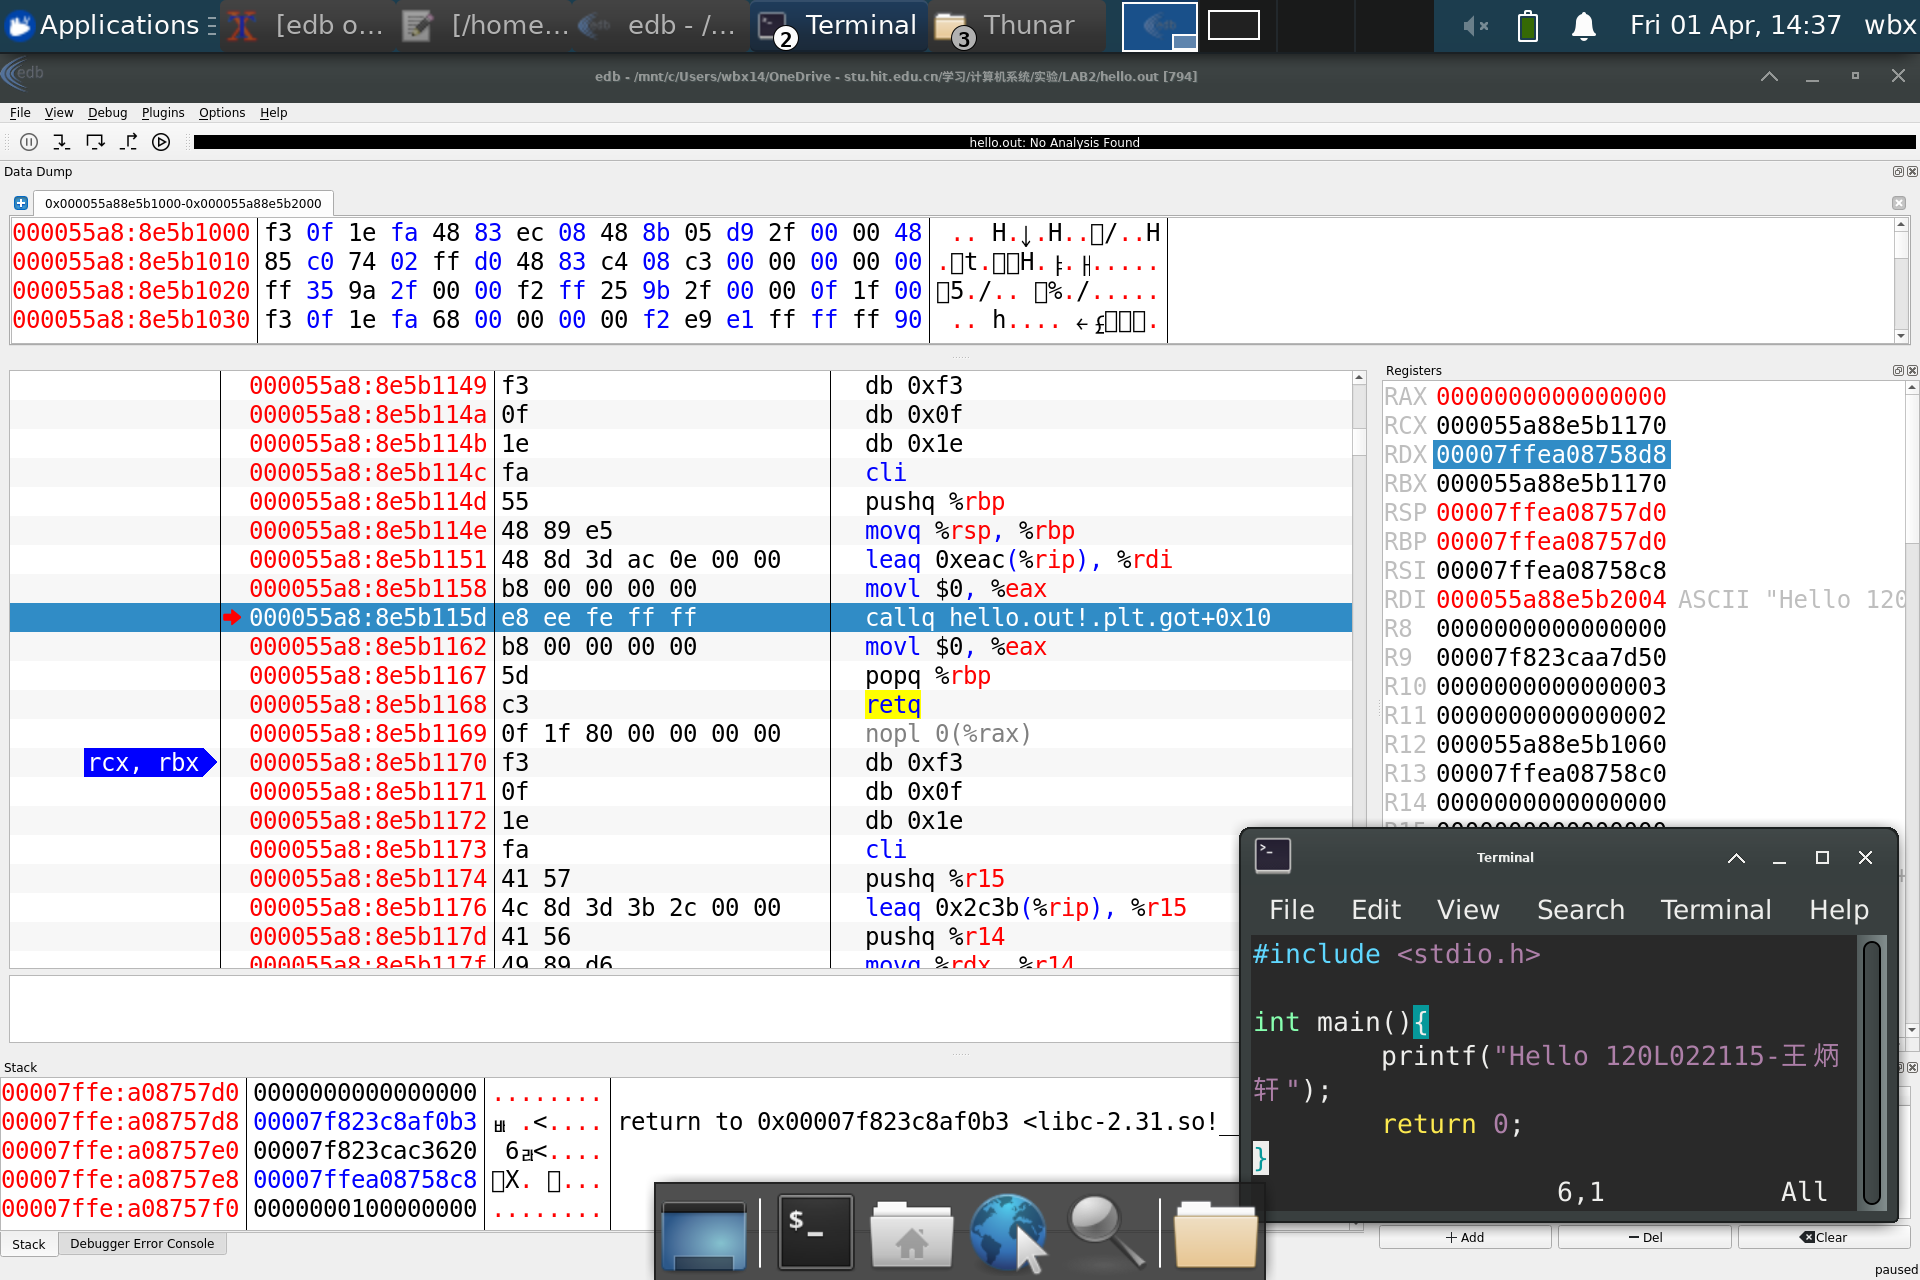 Applications
[edb o...
[/home...
edb - /...
2 Terminal
3 Thunar
Fri 01 Apr, 14:37 wbx
edb
edb - /mnt/c/Users/wbx14/OneDrive - stu.hit.edu.cn/学习/计算机系统/实验/LAB2/hello.out [794]
File View Debug Plugins Options Help
hello.out: No Analysis Found
Data Dump
0x000055a88e5b1000-0x000055a88e5b2000
000055a8:8e5b1000 f3 0f 1e fa 48 83 ec 08 48 8b 05 d9 2f 00 00 48
000055a8:8e5b1010 85 c0 74 02 ff d0 48 83 c4 08 c3 00 00 00 00 00
000055a8:8e5b1020 ff 35 9a 2f 00 00 f2 ff 25 9b 2f 00 00 0f 1f 00
000055a8:8e5b1030 f3 0f 1e fa 68 00 00 00 00 f2 e9 e1 ff ff ff 90
000055a8:8e5b1149 f3 db 0xf3
000055a8:8e5b114a 0f db 0x0f
000055a8:8e5b114b 1e db 0x1e
000055a8:8e5b114c fa cli
000055a8:8e5b114d 55 pushq %rbp
000055a8:8e5b114e 48 89 e5 movq %rsp, %rbp
000055a8:8e5b1151 48 8d 3d ac 0e 00 00 leaq 0xeac(%rip), %rdi
000055a8:8e5b1158 b8 00 00 00 00 movl $0, %eax
000055a8:8e5b115d e8 ee fe ff ff callq hello.out!.plt.got+0x10
000055a8:8e5b1162 b8 00 00 00 00 movl $0, %eax
000055a8:8e5b1167 5d popq %rbp
000055a8:8e5b1168 c3 retq
000055a8:8e5b1169 0f 1f 80 00 00 00 00 nopl 0(%rax)
rcx, rbx 000055a8:8e5b1170 f3 db 0xf3
000055a8:8e5b1171 0f db 0x0f
000055a8:8e5b1172 1e db 0x1e
000055a8:8e5b1173 fa cli
000055a8:8e5b1174 41 57 pushq %r15
000055a8:8e5b1176 4c 8d 3d 3b 2c 00 00 leaq 0x2c3b(%rip), %r15
000055a8:8e5b117d 41 56 pushq %r14
000055a8:8e5b117f 49 89 d6 movq %rdx, %r14
Registers
RAX 0000000000000000
RCX 000055a88e5b1170
RDX 00007ffea08758d8
RBX 000055a88e5b1170
RSP 00007ffea08757d0
RBP 00007ffea08757d0
RSI 00007ffea08758c8
RDI 000055a88e5b2004 ASCII "Hello 120
R8 0000000000000000
R9 00007f823caa7d50
R10 0000000000000003
R11 0000000000000002
R12 000055a88e5b1060
R13 00007ffea08758c0
R14 0000000000000000
Terminal
File Edit View Search Terminal Help
#include <stdio.h>
int main(){
printf("Hello 120L022115-王炳
轩");
return 0;
}
6,1 All
Stack
00007ffe:a08757d0 0000000000000000 ........
00007ffe:a08757d8 00007f823c8af0b3 return to 0x00007f823c8af0b3 <libc-2.31.so!__
00007ffe:a08757e0 00007f823cac3620
00007ffe:a08757e8 00007ffea08758c8
00007ffe:a08757f0 0000000100000000 ........
Stack Debugger Error Console
Add Del Clear
paused